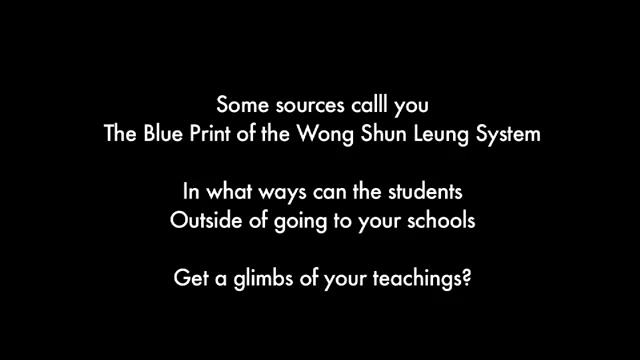 Some sources calll you
The Blue Print of the Wong Shun Leung System
In what ways can the students
Outside of going to your schools
Get a glimbs of your teachings?